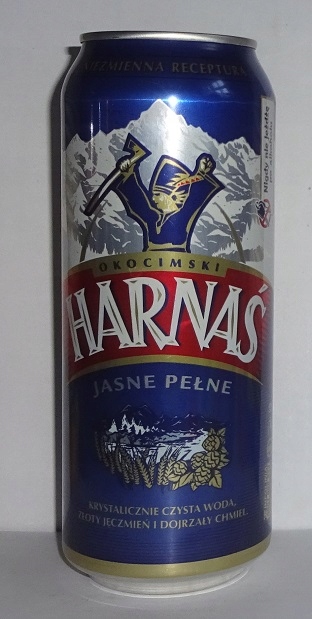 NIEZMIENNA RECEPTURA
OKOCIMSKI
HARNAŚ
JASNE PEŁNE
KRYSTALICZNIE CZYSTA WODA,
ZŁOTY JĘCZMIEŃ I DOJRZAŁY CHMIEL.